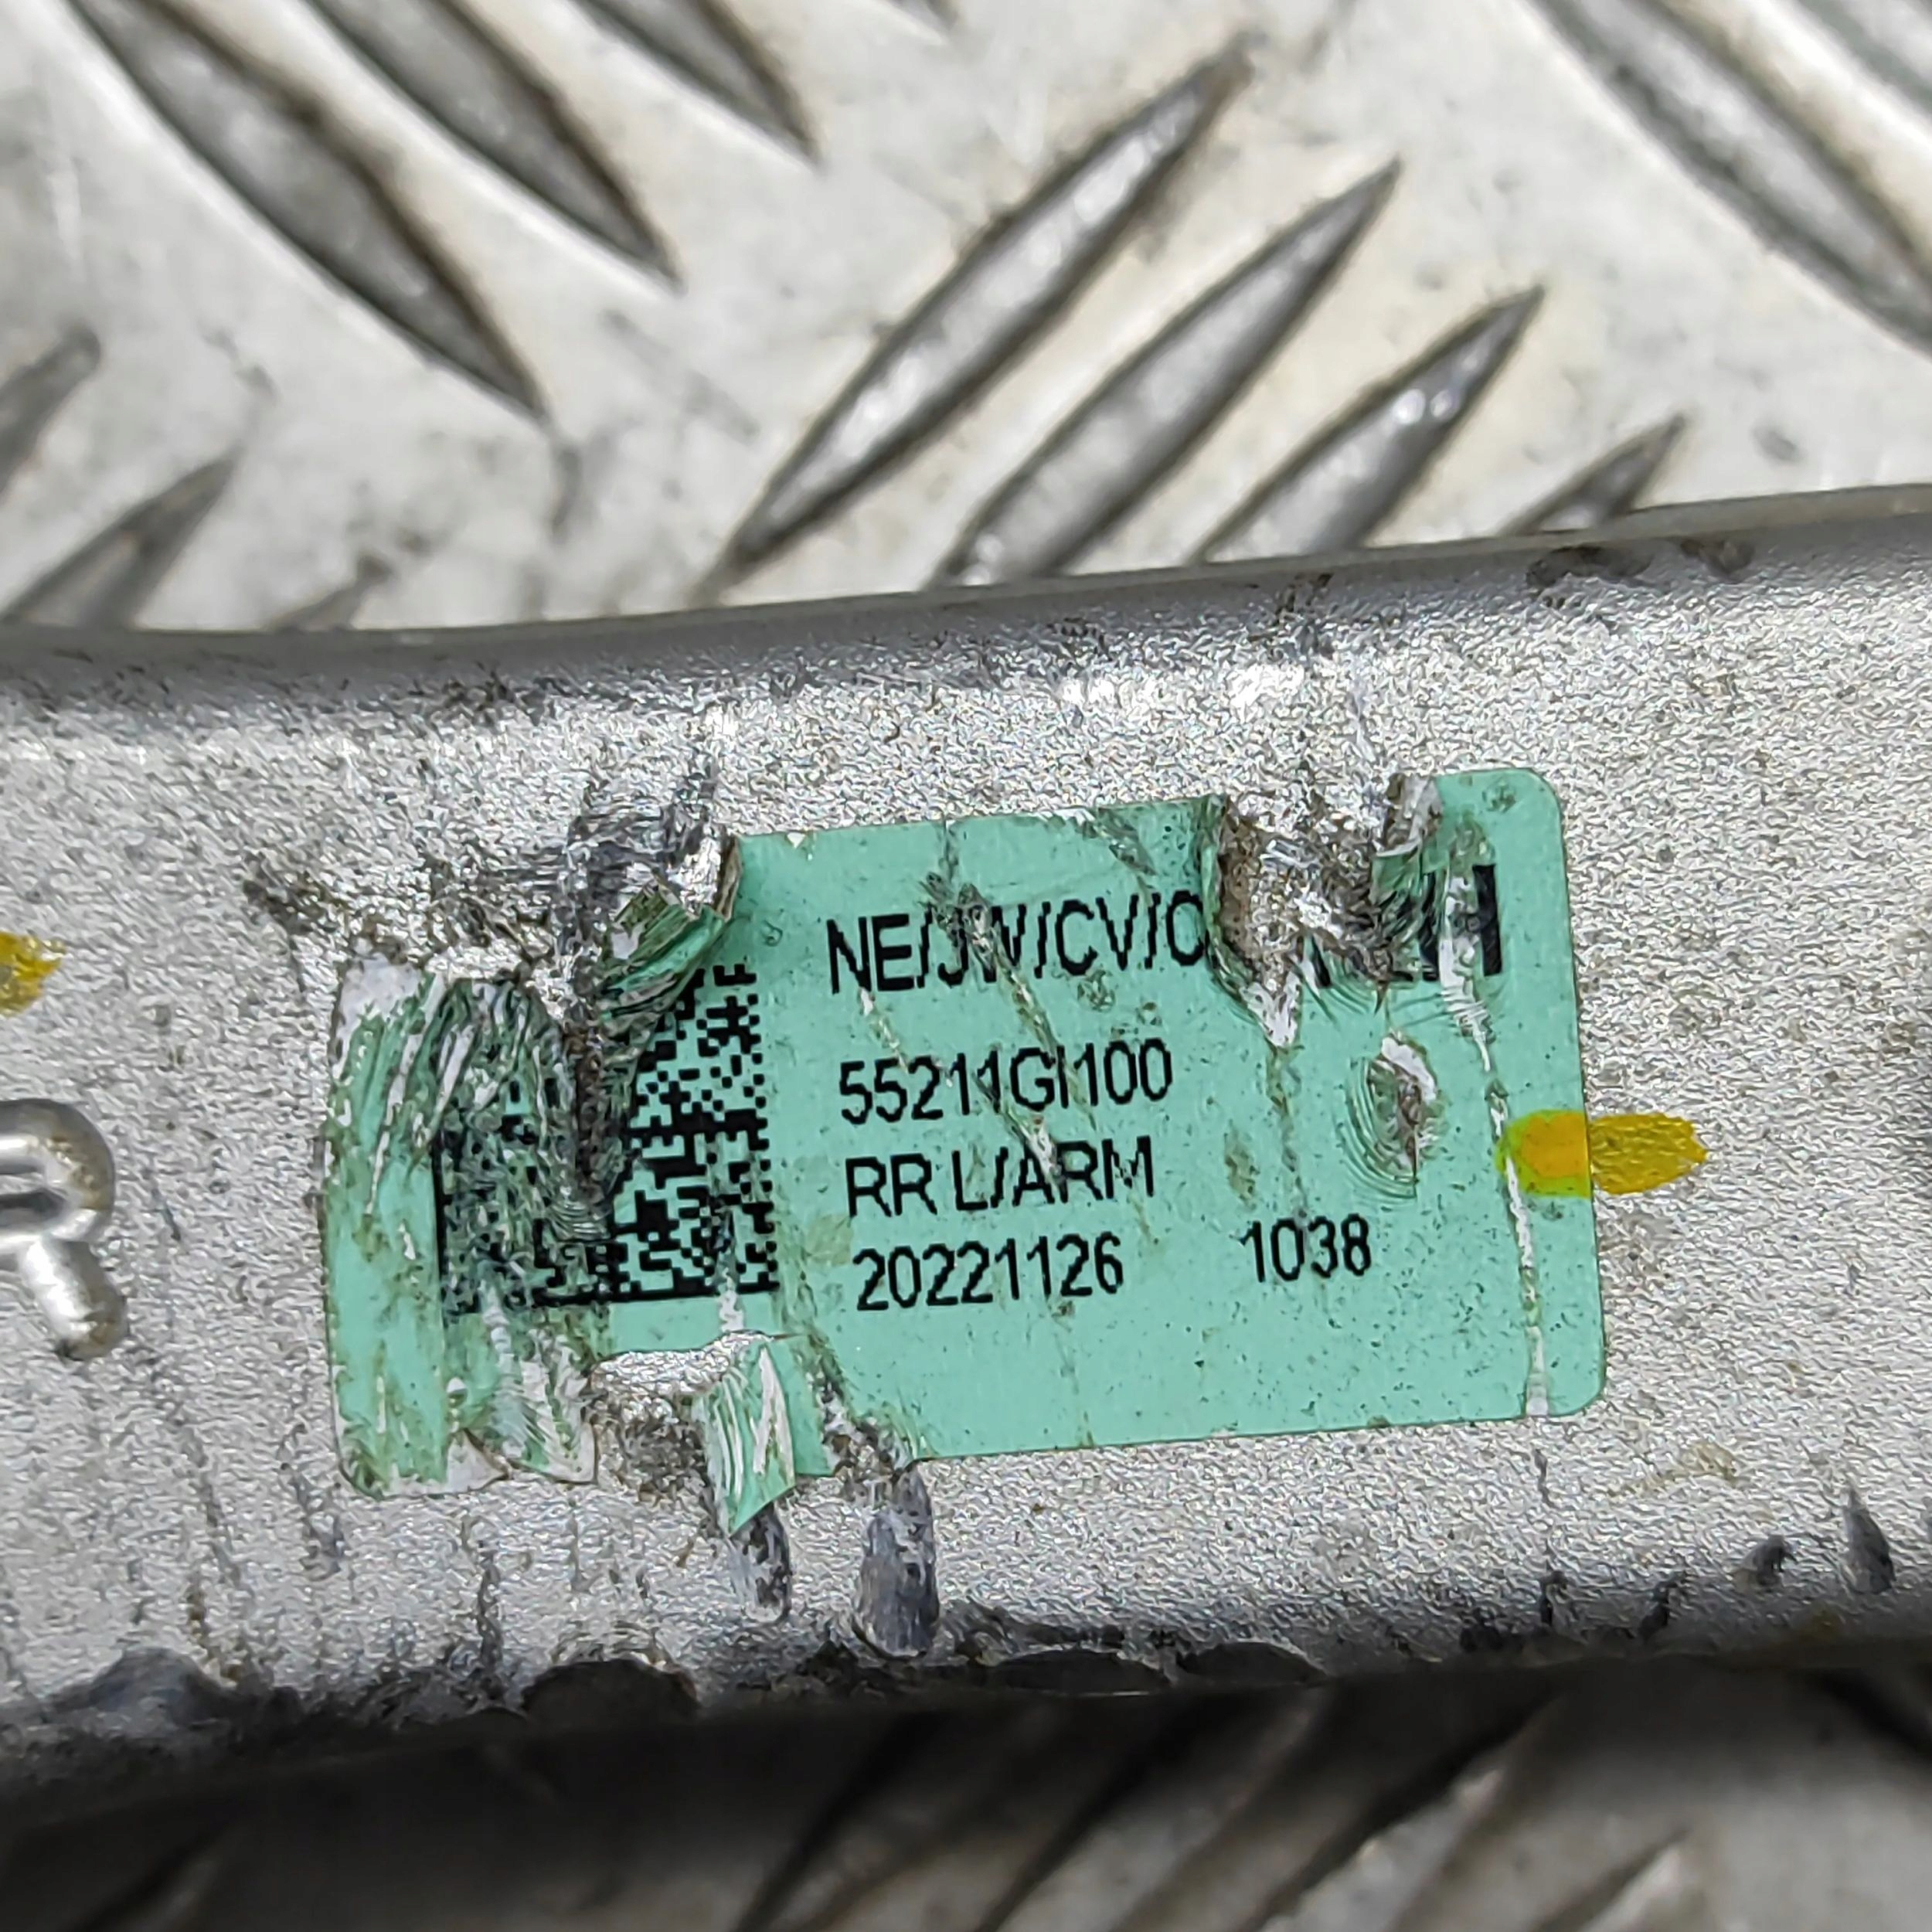 NE/JW/CV/C
55211GI100
RR L/ARM
20221126 1038
R